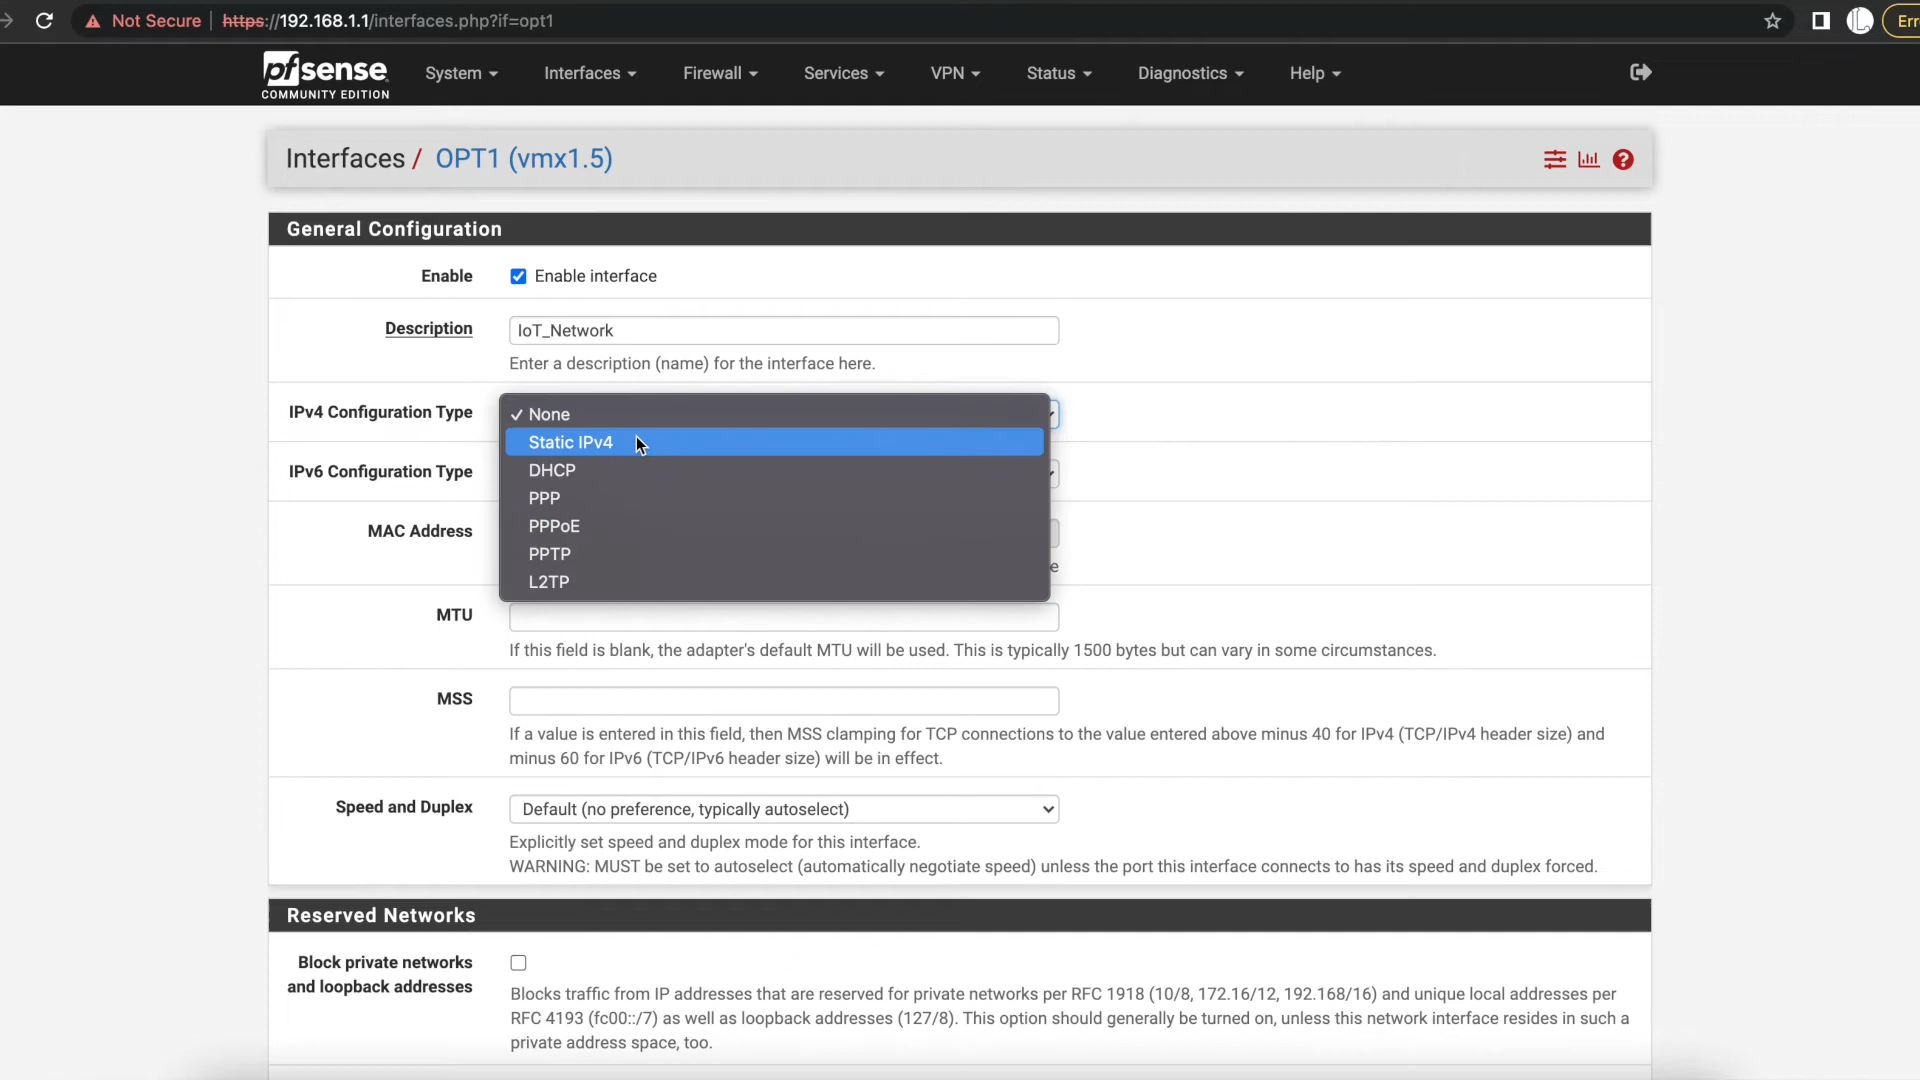 Not Secure | https://192.168.1.1/interfaces.php?if=opt1
Err
pfsense
COMMUNITY EDITION
System
Interfaces
Firewall
Services
VPN
Status
Diagnostics
Help
Interfaces / OPT1 (vmx1.5)
General Configuration
Enable
Enable interface
Description
IoT_Network
Enter a description (name) for the interface here.
IPv4 Configuration Type
✓ None
Static IPv4
DHCP
PPP
PPPoE
PPTP
L2TP
IPv6 Configuration Type
MAC Address
e
MTU
If this field is blank, the adapter's default MTU will be used. This is typically 1500 bytes but can vary in some circumstances.
MSS
If a value is entered in this field, then MSS clamping for TCP connections to the value entered above minus 40 for IPv4 (TCP/IPv4 header size) and
minus 60 for IPv6 (TCP/IPv6 header size) will be in effect.
Speed and Duplex
Default (no preference, typically autoselect)
Explicitly set speed and duplex mode for this interface.
WARNING: MUST be set to autoselect (automatically negotiate speed) unless the port this interface connects to has its speed and duplex forced.
Reserved Networks
Block private networks
and loopback addresses
Blocks traffic from IP addresses that are reserved for private networks per RFC 1918 (10/8, 172.16/12, 192.168/16) and unique local addresses per
RFC 4193 (fc00::/7) as well as loopback addresses (127/8). This option should generally be turned on, unless this network interface resides in such a
private address space, too.